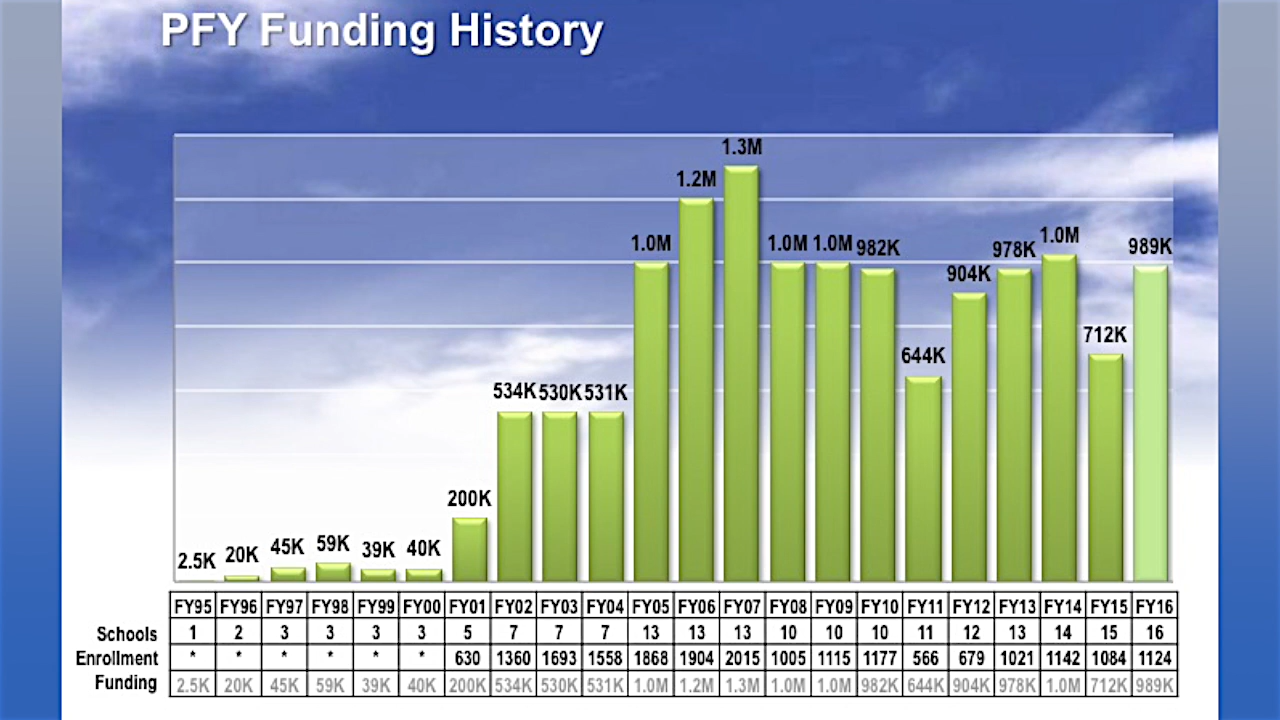 PFY Funding History
1.3M
1.2M
1.0M
1.0M 1.0M 982K 978K 1.0M 989K
904K
712K
644K
534K 530K 531K
200K
2.5K 20K 45K 59K 39K 40K
FY95 FY96 FY97 FY98 FY99 FY00 FY01 FY02 FY03 FY04 FY05 FY06 FY07 FY08 FY09 FY10 FY11 FY12 FY13 FY14 FY15 FY16
Schools 1 2 3 3 3 3 5 7 7 7 13 13 13 10 10 10 11 12 13 14 15 16
Enrollment * * * * * * 630 1360 1693 1558 1868 1904 2015 1005 1115 1177 566 679 1021 1142 1084 1124
Funding 2.5K 20K 45K 59K 39K 40K 200K 534K 530K 531K 1.0M 1.2M 1.3M 1.0M 1.0M 982K 644K 904K 978K 1.0M 712K 989K